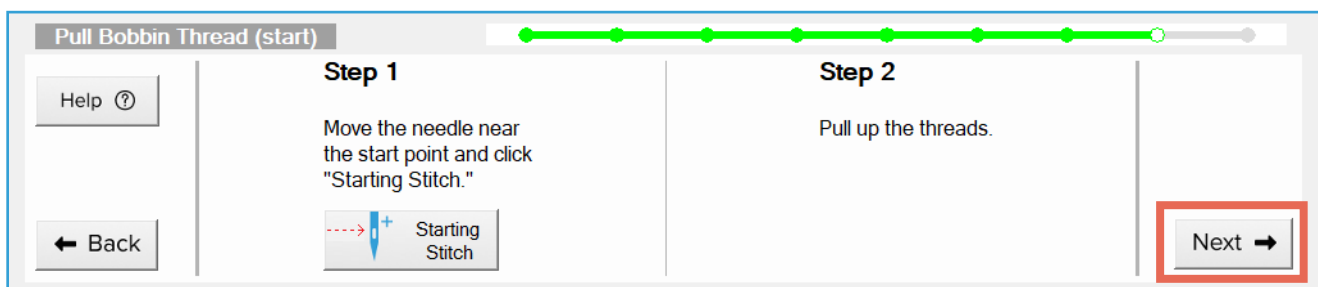 Pull Bobbin Thread (start)
Help ?
Step 1
Move the needle near
the start point and click
"Starting Stitch."
Starting
Stitch
Step 2
Pull up the threads.
Back
Next